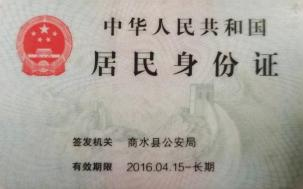 中华人民共和国
居民身份证
签发机关 商水县公安局
有效期限 2016.04.15-长期